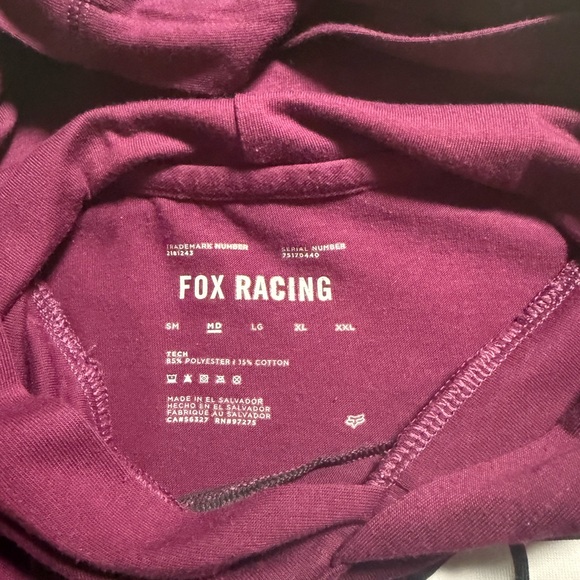 TRADEMARK NUMBER SERIAL NUMBER
2181243 75170440
FOX RACING
SM MD LG XL XXL
TECH
85% POLYESTER / 15% COTTON
MADE IN EL SALVADOR
HECHO EN EL SALVADOR
FABRIQUE AU SALVADOR
CA#56327 RN#97275